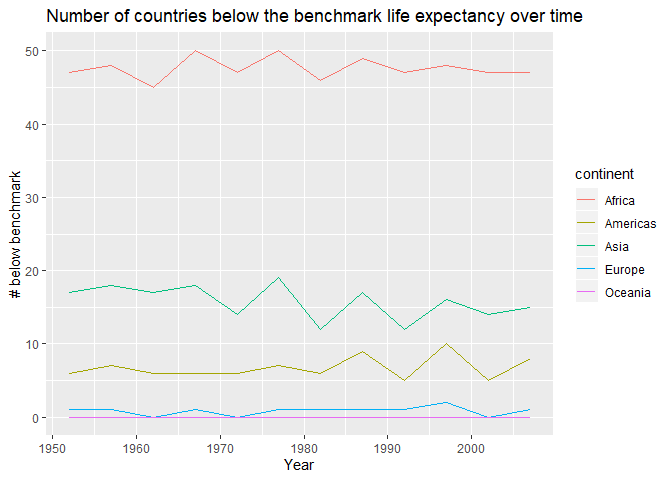 Number of countries below the benchmark life expectancy over time
50
40
30
20
10
0
# below benchmark
1950 1960 1970 1980 1990 2000
Year
continent
Africa
Americas
Asia
Europe
Oceania